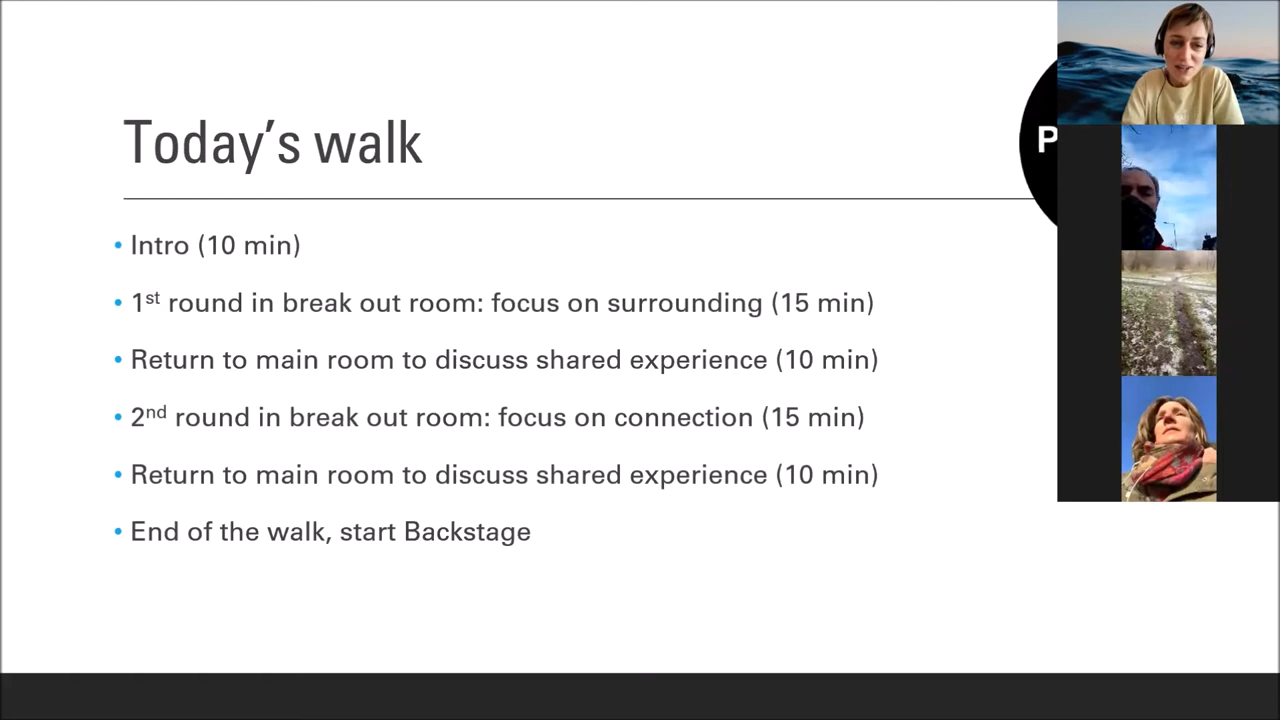 Today's walk
P
• Intro (10 min)
• 1st round in break out room: focus on surrounding (15 min)
• Return to main room to discuss shared experience (10 min)
• 2nd round in break out room: focus on connection (15 min)
• Return to main room to discuss shared experience (10 min)
• End of the walk, start Backstage